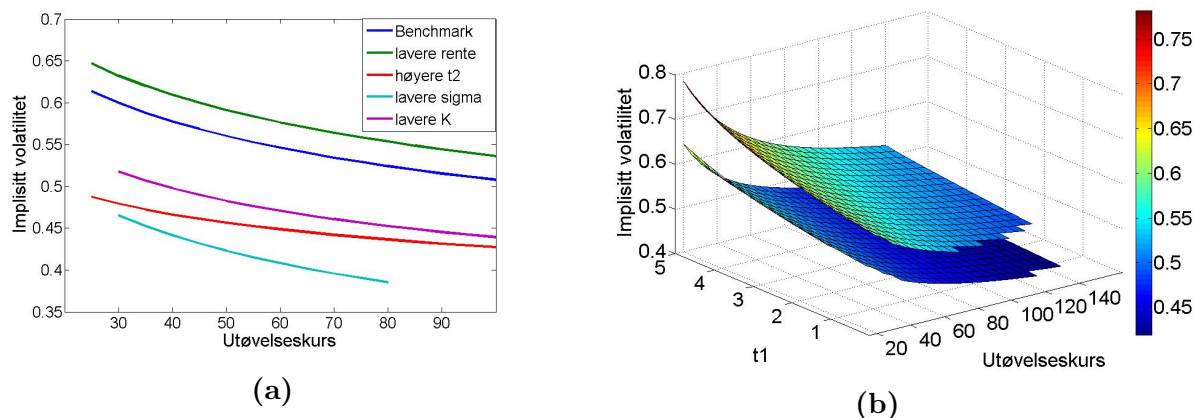 0.7
0.65
0.6
0.55
0.5
0.45
0.4
0.35
Implisitt volatilitet
30 40 50 60 70 80 90
Utøvelseskurs
Benchmark
lavere rente
høyere t2
lavere sigma
lavere K
(a)
0.8
0.7
0.6
0.5
0.4
Implisitt volatilitet
5 4 3 2 1
t1
20 40 60 80 100 120 140
Utøvelseskurs
0.75
0.7
0.65
0.6
0.55
0.5
0.45
(b)